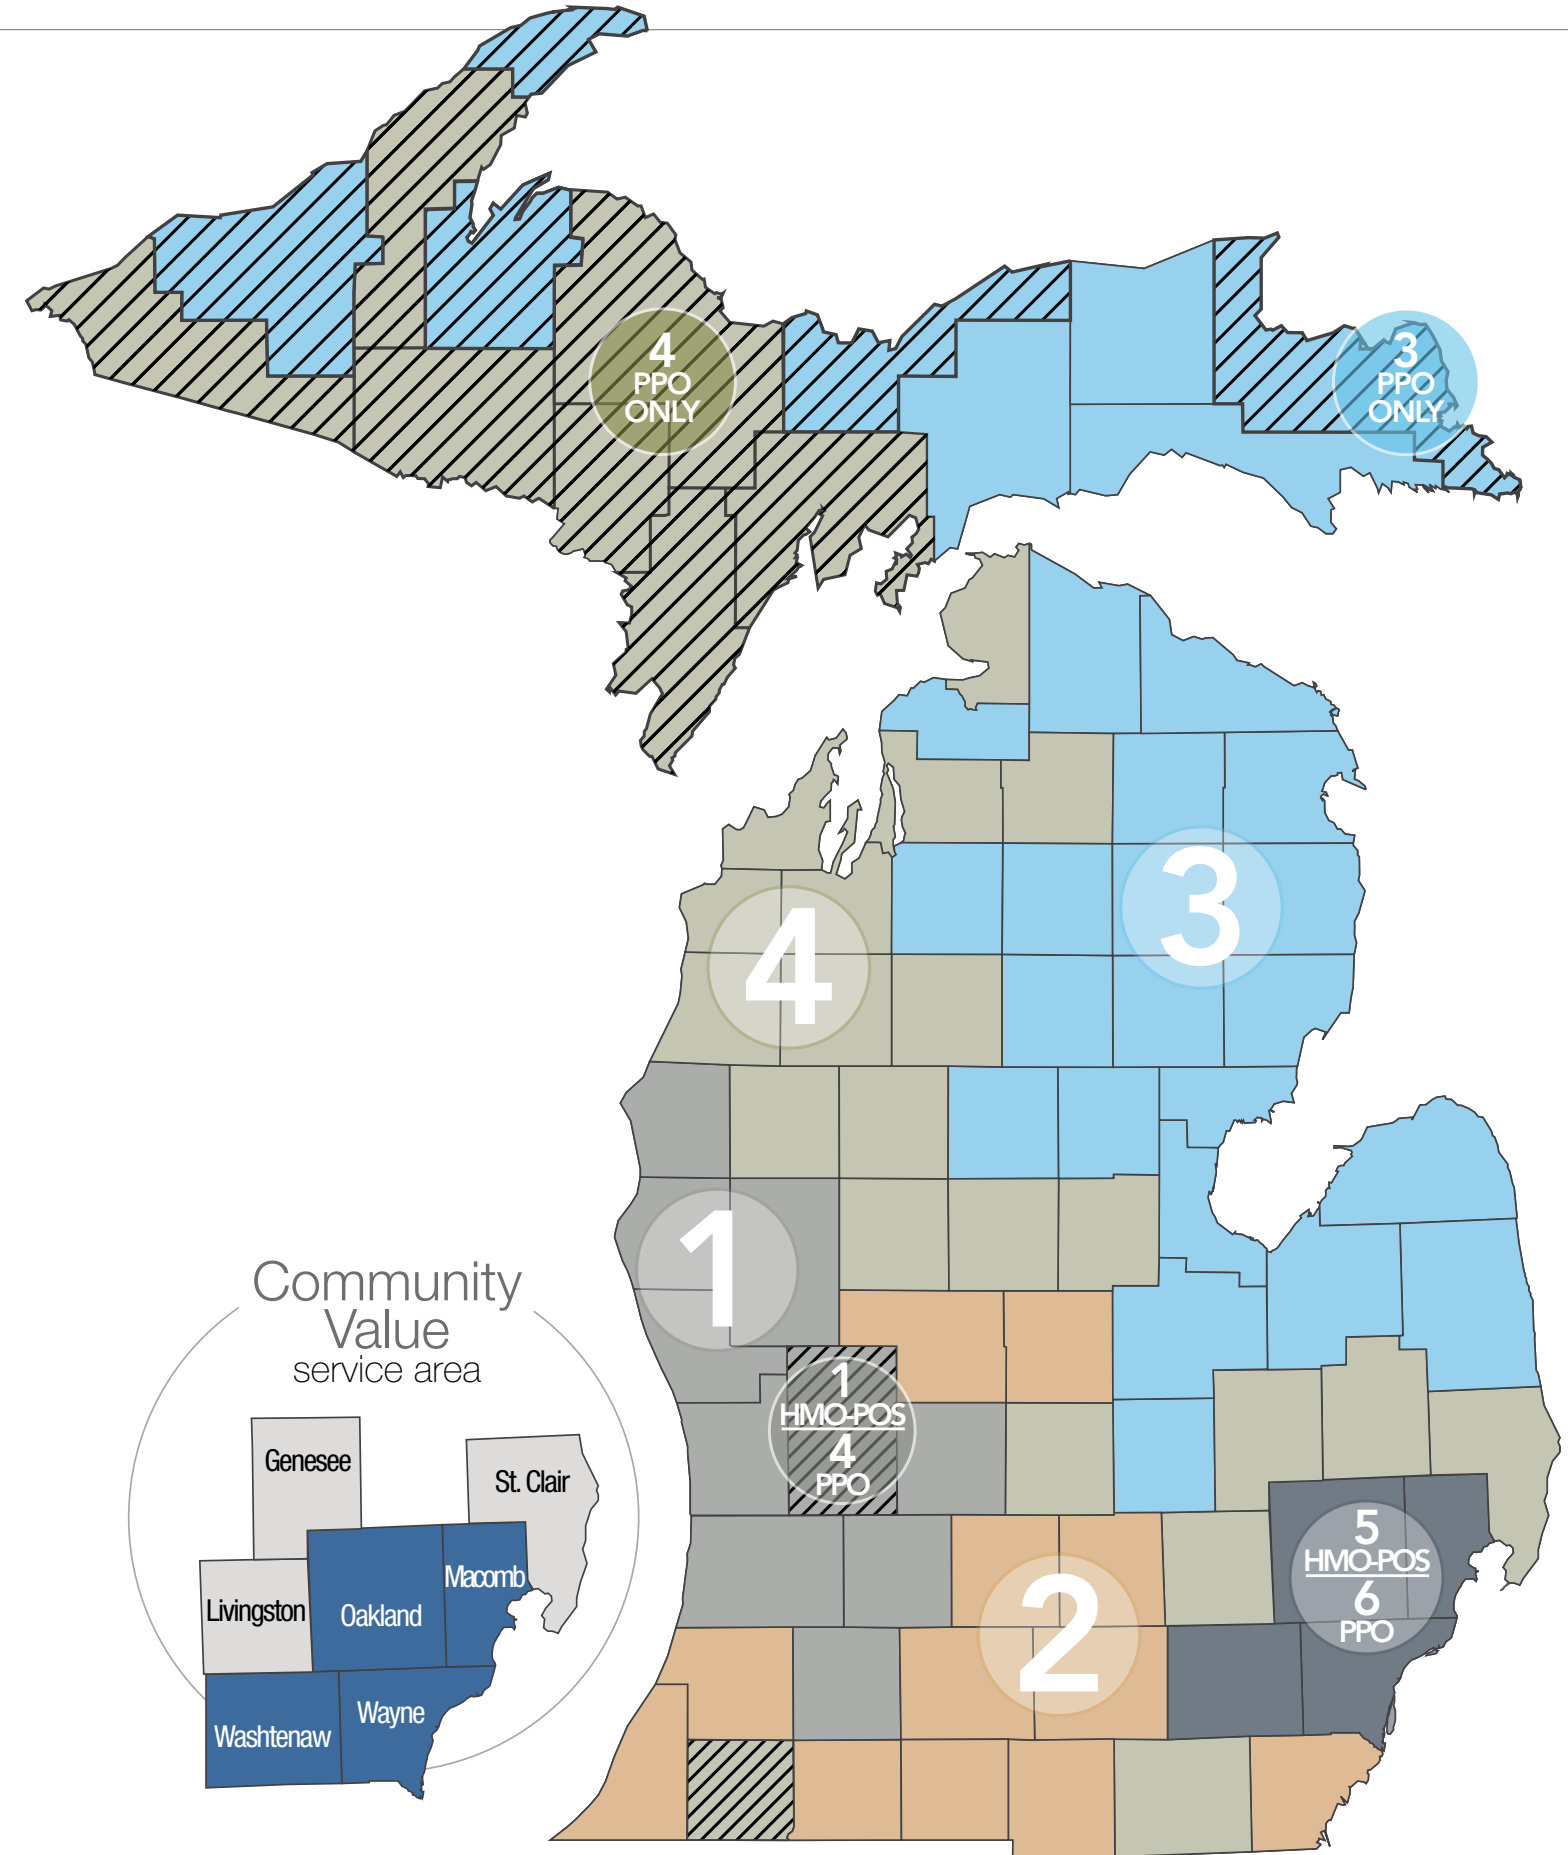 4
PPO
ONLY
3
PPO
ONLY
3
4
1
1
HMO-POS
4
PPO
2
5
HMO-POS
6
PPO
Community
Value
service area
Genesee
St. Clair
Livingston
Oakland
Macomb
Washtenaw
Wayne